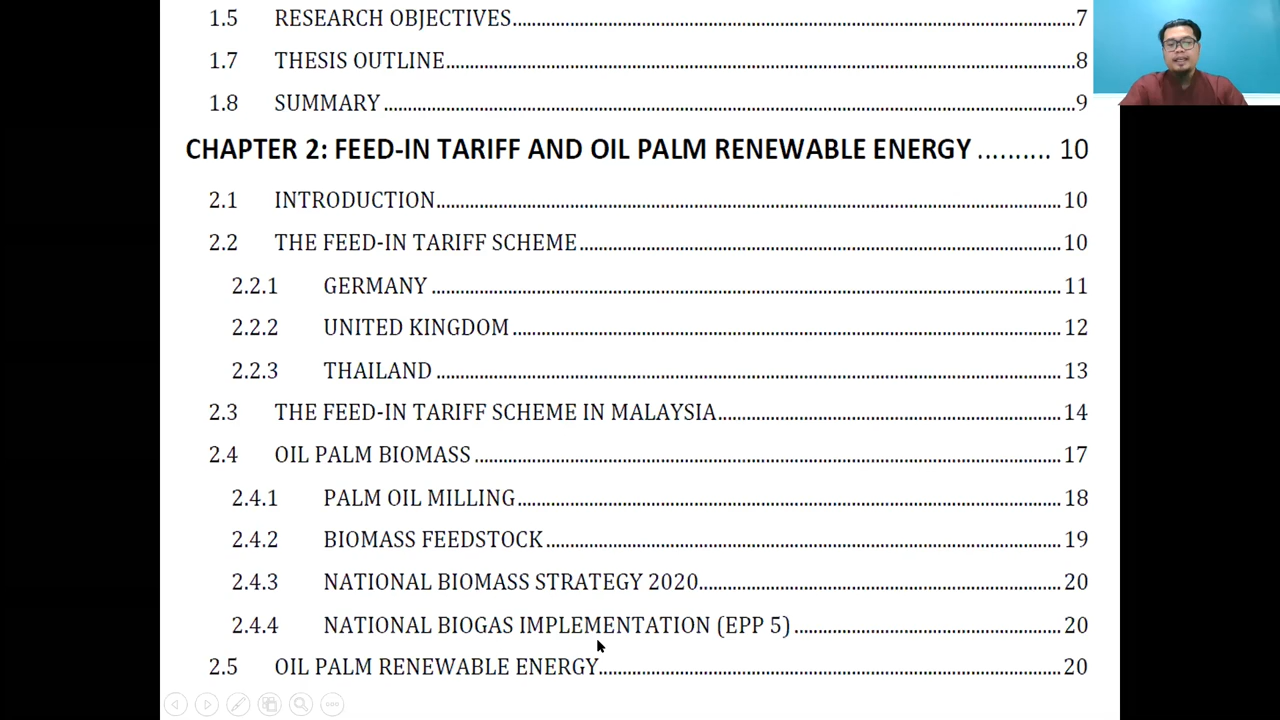 1.5 RESEARCH OBJECTIVES 7
1.7 THESIS OUTLINE 8
1.8 SUMMARY 9
CHAPTER 2: FEED-IN TARIFF AND OIL PALM RENEWABLE ENERGY .......... 10
2.1 INTRODUCTION 10
2.2 THE FEED-IN TARIFF SCHEME 10
2.2.1 GERMANY 11
2.2.2 UNITED KINGDOM 12
2.2.3 THAILAND 13
2.3 THE FEED-IN TARIFF SCHEME IN MALAYSIA 14
2.4 OIL PALM BIOMASS 17
2.4.1 PALM OIL MILLING 18
2.4.2 BIOMASS FEEDSTOCK 19
2.4.3 NATIONAL BIOMASS STRATEGY 2020 20
2.4.4 NATIONAL BIOGAS IMPLEMENTATION (EPP 5) 20
2.5 OIL PALM RENEWABLE ENERGY 20